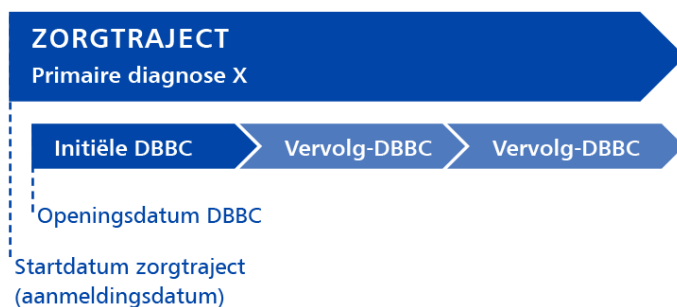 ZORGTRAJECT
Primaire diagnose X
Initiële DBBC
Vervolg-DBBC
Vervolg-DBBC
Openingsdatum DBBC
Startdatum zorgtraject
(aanmeldingsdatum)